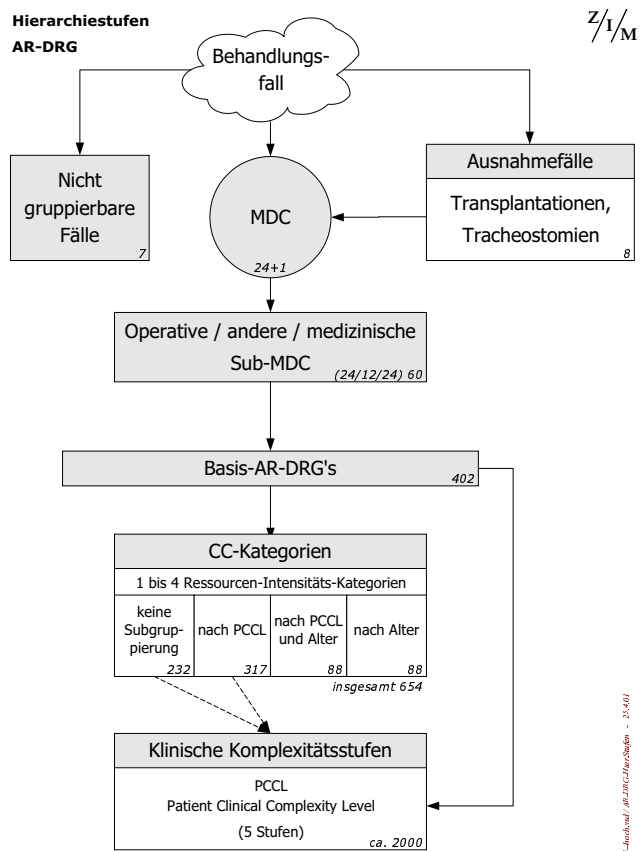 Hierarchiestufen
AR-DRG
Z/I/M
Behandlungs-
fall
Nicht
gruppierbare
Fälle
7
MDC
24+1
Ausnahmefälle
Transplantationen,
Tracheostomien
8
Operative / andere / medizinische
Sub-MDC
(24/12/24) 60
Basis-AR-DRG's
402
CC-Kategorien
1 bis 4 Ressourcen-Intensitäts-Kategorien
keine
Subgrup-
pierung
232
nach PCCL
317
nach PCCL
und Alter
88
nach Alter
88
insgesamt 654
Klinische Komplexitätsstufen
PCCL
Patient Clinical Complexity Level
(5 Stufen)
ca. 2000
- 25.4.01